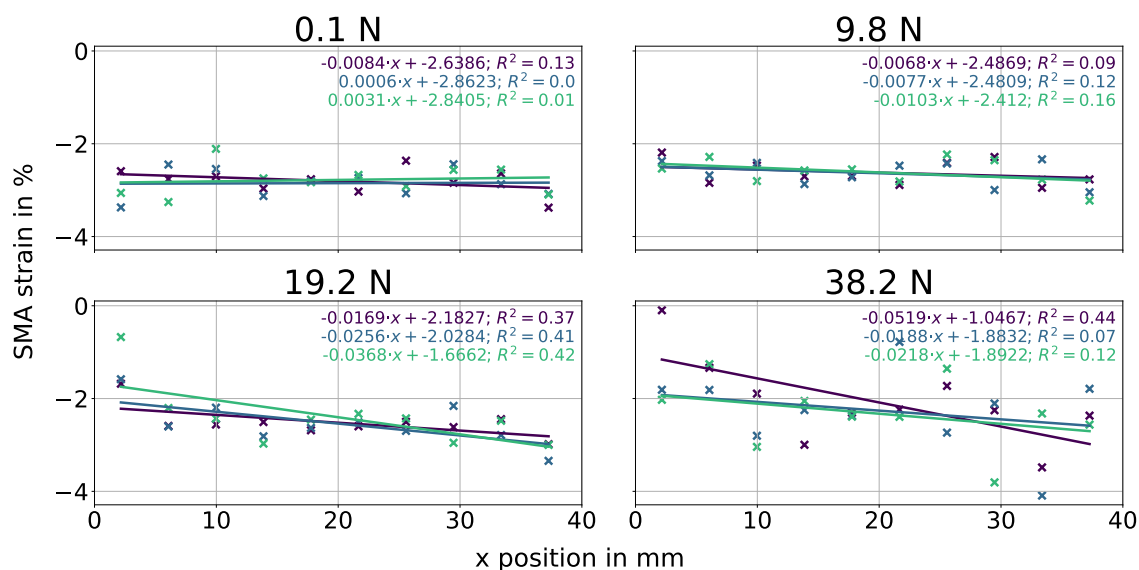 0.1 N
9.8 N
-0.0084·x + -2.6386; R² = 0.13
0.0006·x + -2.8623; R² = 0.0
0.0031·x + -2.8405; R² = 0.01
-0.0068·x + -2.4869; R² = 0.09
-0.0077·x + -2.4809; R² = 0.12
-0.0103·x + -2.412; R² = 0.16
0
−2
−4
19.2 N
38.2 N
-0.0169·x + -2.1827; R² = 0.37
-0.0256·x + -2.0284; R² = 0.41
-0.0368·x + -1.6662; R² = 0.42
-0.0519·x + -1.0467; R² = 0.44
-0.0188·x + -1.8832; R² = 0.07
-0.0218·x + -1.8922; R² = 0.12
0
−2
−4
0 10 20 30 40
0 10 20 30 40
SMA strain in %
x position in mm